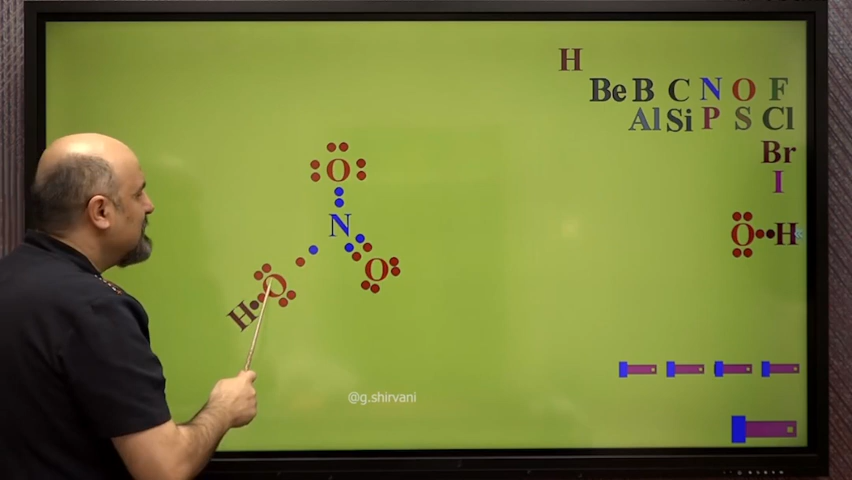 H
Be B C N O F
Al Si P S Cl
Br
I
O H
O
N
O
O
H
@g.shirvani